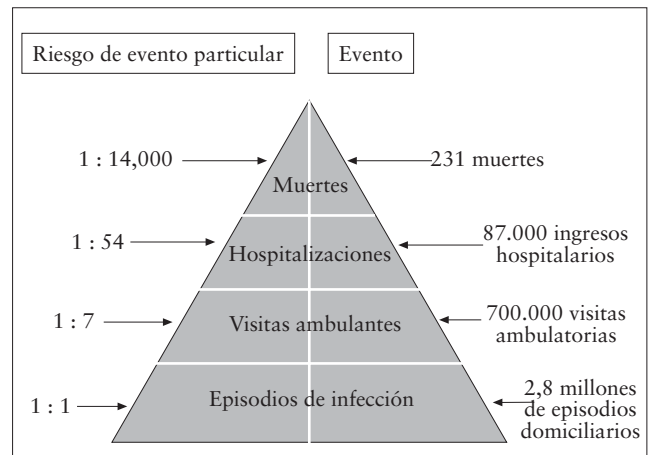 Riesgo de evento particular
Evento
1 : 14,000
Muertes
231 muertes
1 : 54
Hospitalizaciones
87.000 ingresos
hospitalarios
1 : 7
Visitas ambulantes
700.000 visitas
ambulatorias
1 : 1
Episodios de infección
2,8 millones
de episodios
domiciliarios